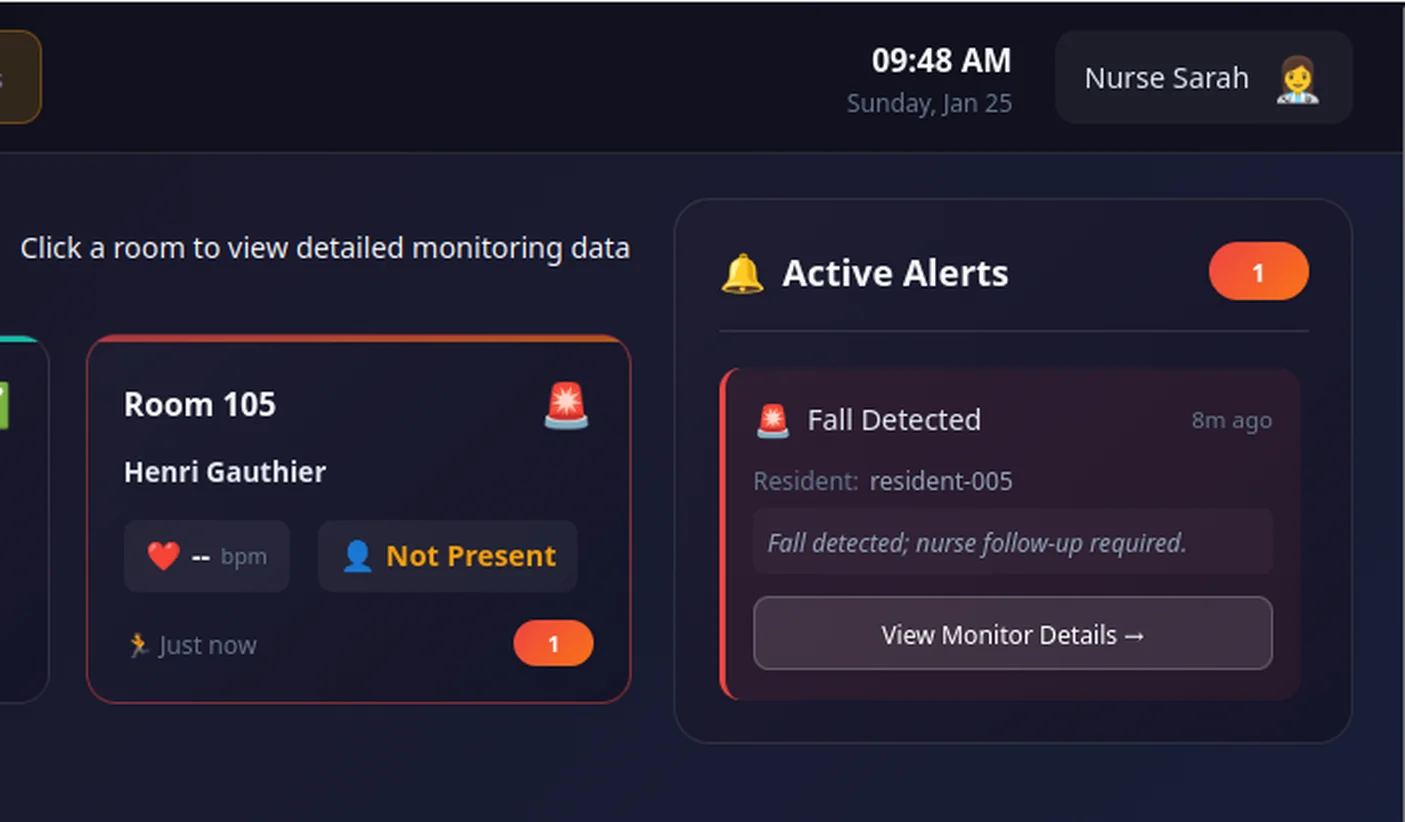 09:48 AM
Sunday, Jan 25
Nurse Sarah
Click a room to view detailed monitoring data
Room 105
Henri Gauthier
-- bpm
Not Present
Just now
1
Active Alerts
1
Fall Detected
8m ago
Resident: resident-005
Fall detected; nurse follow-up required.
View Monitor Details →